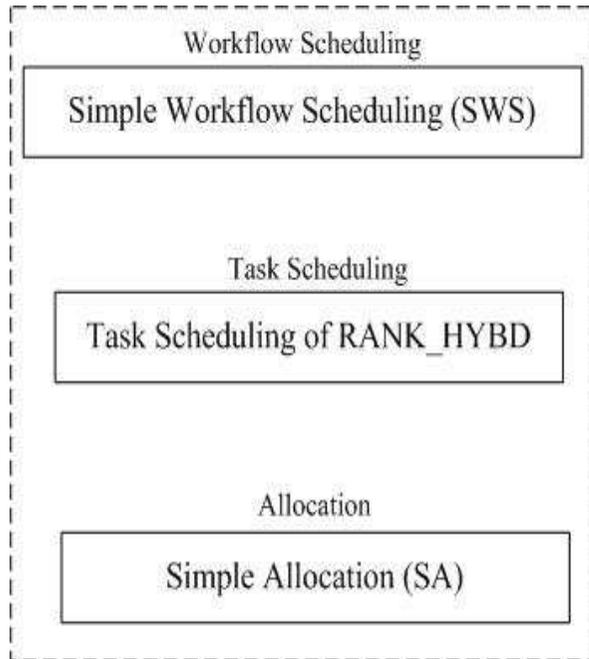 Workflow Scheduling
Simple Workflow Scheduling (SWS)
Task Scheduling
Task Scheduling of RANK_HYBD
Allocation
Simple Allocation (SA)